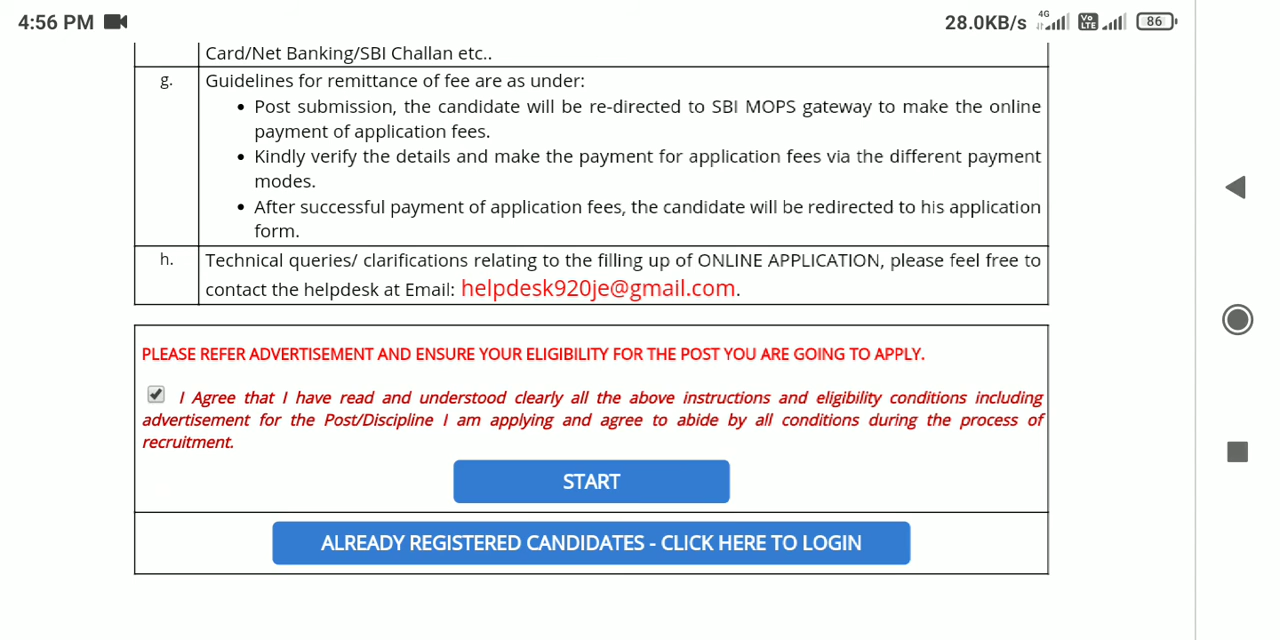 4:56 PM 28.0KB/s 4G Vo LTE 86
Card/Net Banking/SBI Challan etc..
g. Guidelines for remittance of fee are as under:
• Post submission, the candidate will be re-directed to SBI MOPS gateway to make the online
payment of application fees.
• Kindly verify the details and make the payment for application fees via the different payment
modes.
• After successful payment of application fees, the candidate will be redirected to his application
form.
h. Technical queries/ clarifications relating to the filling up of ONLINE APPLICATION, please feel free to
contact the helpdesk at Email: helpdesk920je@gmail.com.
PLEASE REFER ADVERTISEMENT AND ENSURE YOUR ELIGIBILITY FOR THE POST YOU ARE GOING TO APPLY.
I Agree that I have read and understood clearly all the above instructions and eligibility conditions including
advertisement for the Post/Discipline I am applying and agree to abide by all conditions during the process of
recruitment.
START
ALREADY REGISTERED CANDIDATES - CLICK HERE TO LOGIN